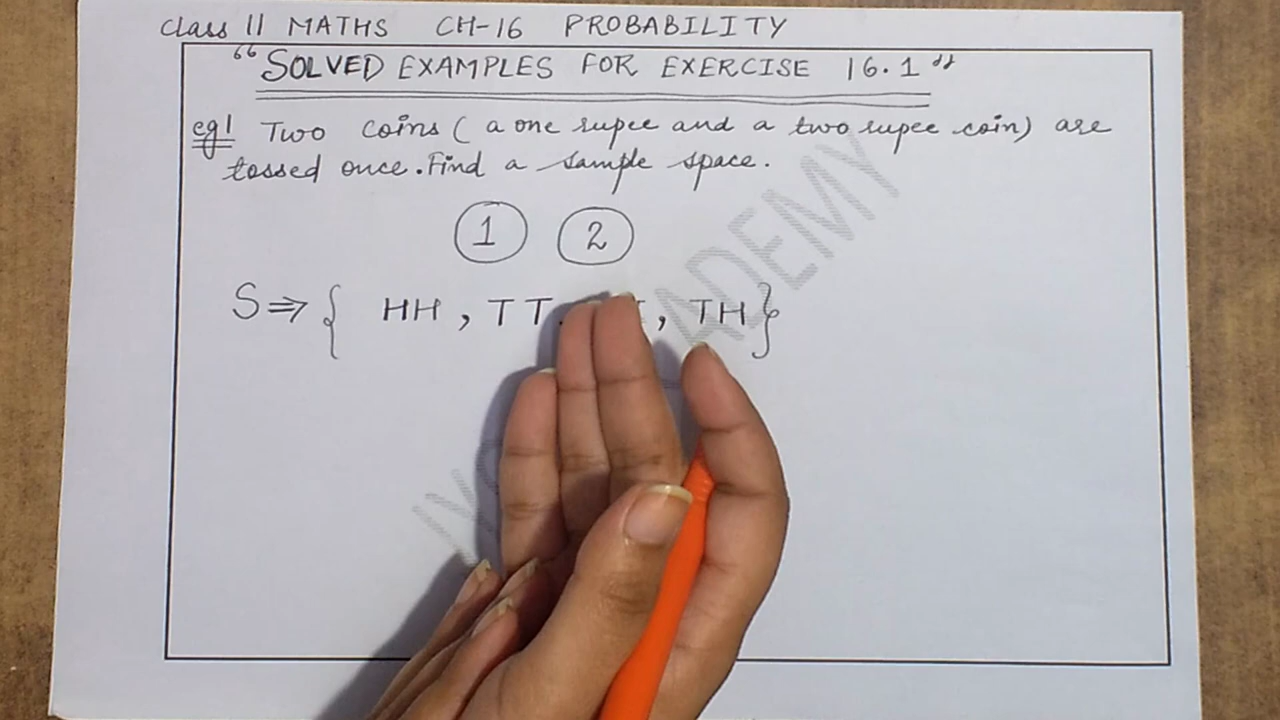 Class 11 MATHS CH-16 PROBABILITY
"SOLVED EXAMPLES FOR EXERCISE 16.1"
eg1 Two coins ( a one rupee and a two rupee coin) are
tossed once. Find a sample space.
1 2
S⇒ { HH , TT , TH}
ADEMY